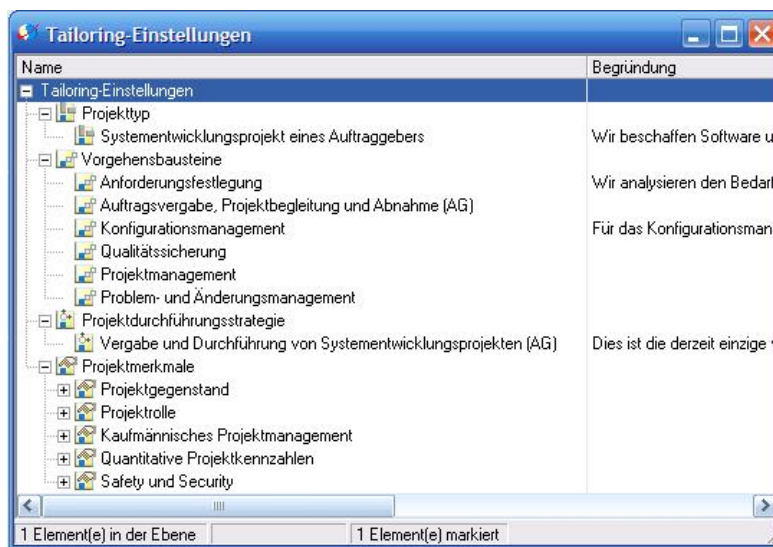 Tailoring-Einstellungen
Name Begründung
Tailoring-Einstellungen
Projekttyp
Systementwicklungsprojekt eines Auftraggebers Wir beschaffen Software u
Vorgehensbausteine
Anforderungsfestlegung Wir analysieren den Bedarf
Auftragsvergabe, Projektbegleitung und Abnahme (AG)
Konfigurationsmanagement Für das Konfigurationsman
Qualitätssicherung
Projektmanagement
Problem- und Änderungsmanagement
Projektdurchführungsstrategie
Vergabe und Durchführung von Systementwicklungsprojekten (AG) Dies ist die derzeit einzige
Projektmerkmale
Projektgegenstand
Projektrolle
Kaufmännisches Projektmanagement
Quantitative Projektkennzahlen
Safety und Security
1 Element(e) in der Ebene 1 Element(e) markiert